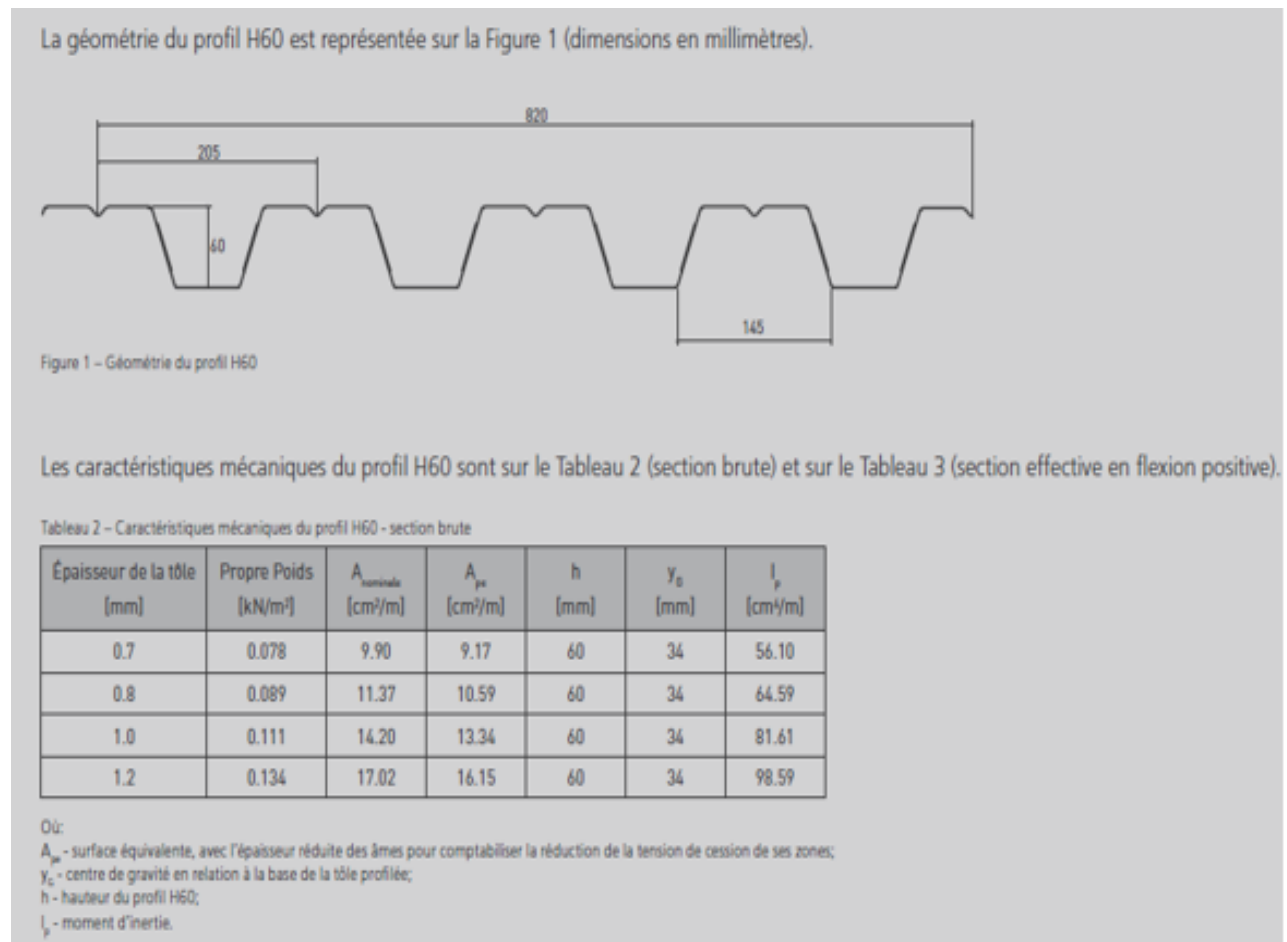 La géométrie du profil H60 est représentée sur la Figure 1 (dimensions en millimètres).
820
205
60
145
Figure 1 – Géométrie du profil H60
Les caractéristiques mécaniques du profil H60 sont sur le Tableau 2 (section brute) et sur le Tableau 3 (section effective en flexion positive).
Tableau 2 – Caractéristiques mécaniques du profil H60 - section brute
Épaisseur de la tôle [mm] Propre Poids [kN/m²] A nominale [cm²/m] A pe [cm²/m] h [mm] y G [mm] I p [cm⁴/m]
0.7 0.078 9.90 9.17 60 34 56.10
0.8 0.089 11.37 10.59 60 34 64.59
1.0 0.111 14.20 13.34 60 34 81.61
1.2 0.134 17.02 16.15 60 34 98.59
Où:
A pe - surface équivalente, avec l'épaisseur réduite des âmes pour comptabiliser la réduction de la tension de cession de ses zones;
y G - centre de gravité en relation à la base de la tôle profilée;
h - hauteur du profil H60;
I p - moment d'inertie.